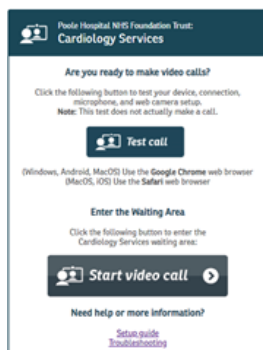 Poole Hospital NHS Foundation Trust:
Cardiology Services
Are you ready to make video calls?
Click the following button to test your device, connection,
microphone, and web camera setup.
Note: This test does not actually make a call.
Test call
(Windows, Android, MacOS) Use the Google Chrome web browser
(MacOS, iOS) Use the Safari web browser
Enter the Waiting Area
Click the following button to enter the
Cardiology Services waiting area:
Start video call
Need help or more information?
Setup guide
Troubleshooting